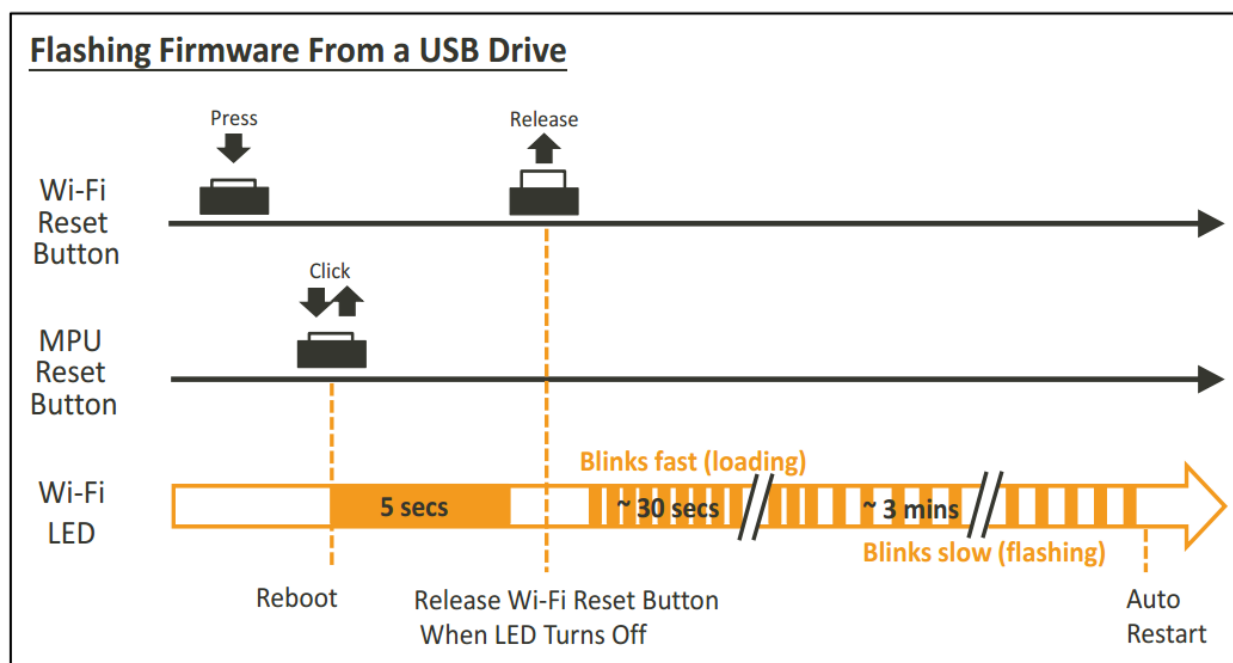 Flashing Firmware From a USB Drive
Press
Release
Wi-Fi
Reset
Button
Click
MPU
Reset
Button
Blinks fast (loading)
Wi-Fi
LED
5 secs
~ 30 secs
~ 3 mins
Blinks slow (flashing)
Reboot
Release Wi-Fi Reset Button
When LED Turns Off
Auto
Restart